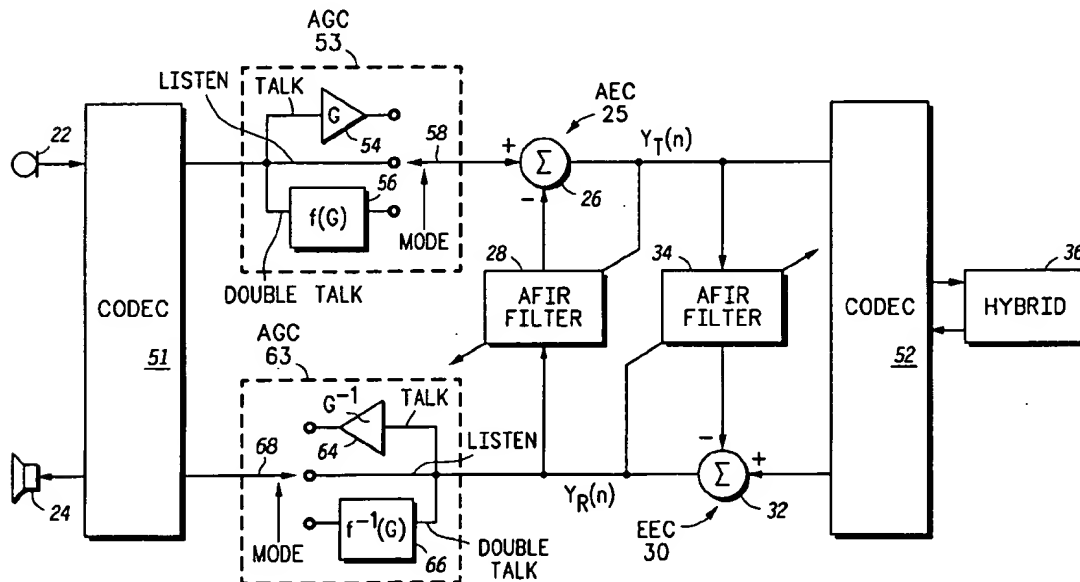 AGC
53
LISTEN
TALK
G
54
58
56
f(G)
MODE
DOUBLE TALK
22
CODEC
51
24
AEC
25
+
Σ
26
−
Y_T(n)
28
AFIR
FILTER
34
AFIR
FILTER
CODEC
52
36
HYBRID
AGC
63
G⁻¹
64
TALK
LISTEN
68
f⁻¹(G)
66
MODE
DOUBLE
TALK
Y_R(n)
−
Σ
+
32
EEC
30